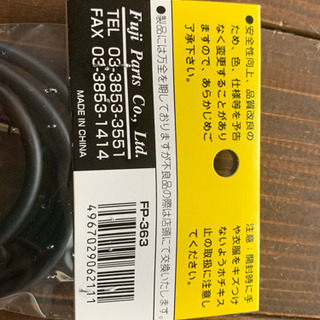 ●安全性向上、品質改良の
ため、色、仕様等を予告
なく変更することがあり
ますので、あらかじめご
了承下さい。
注意：開封時に手
や衣服をキズつけ
ないようホチキス
止の取扱に注意し
てください。
●製品には万全を期しておりますが不良品の際は店頭にて交換いたします。
Fuji Parts Co., Ltd.
TEL 03-3853-3551
FAX 03-3853-1414
MADE IN CHINA
FP-363
4967029062111